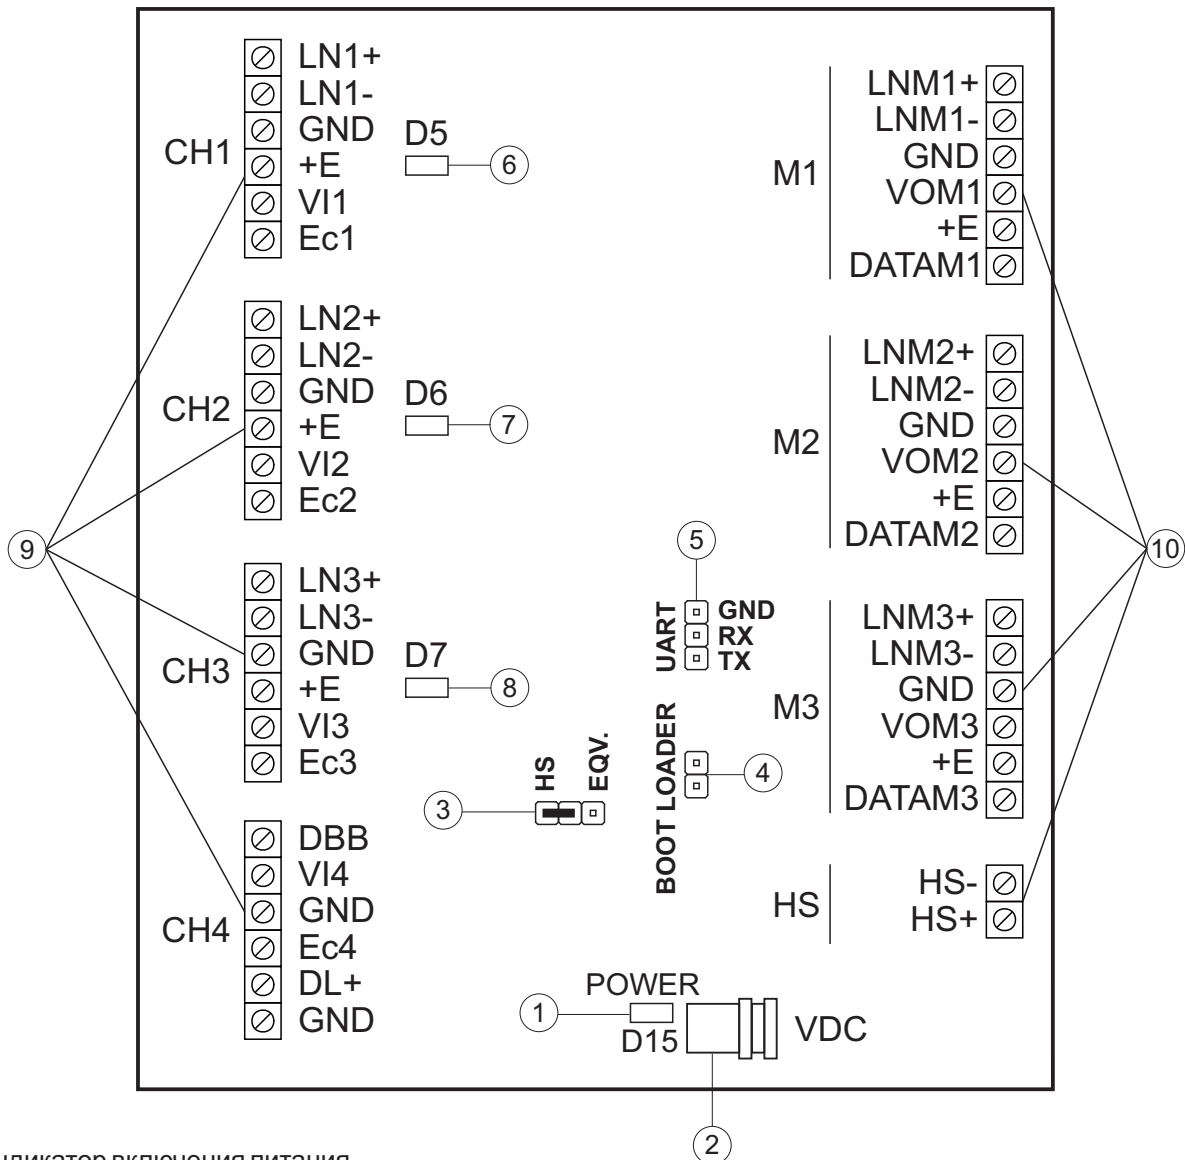 LN1+
LN1-
GND
+E
VI1
Ec1
CH1
D5
6
LN2+
LN2-
GND
+E
VI2
Ec2
CH2
D6
7
9
LN3+
LN3-
GND
+E
VI3
Ec3
CH3
D7
8
DBB
VI4
GND
Ec4
DL+
GND
CH4
HS
EQV.
3
5
UART
GND
RX
TX
BOOT LOADER
4
M1
LNM1+
LNM1-
GND
VOM1
+E
DATAM1
M2
LNM2+
LNM2-
GND
VOM2
+E
DATAM2
10
M3
LNM3+
LNM3-
GND
VOM3
+E
DATAM3
HS
HS-
HS+
POWER
1
D15
VDC
2
включения питания